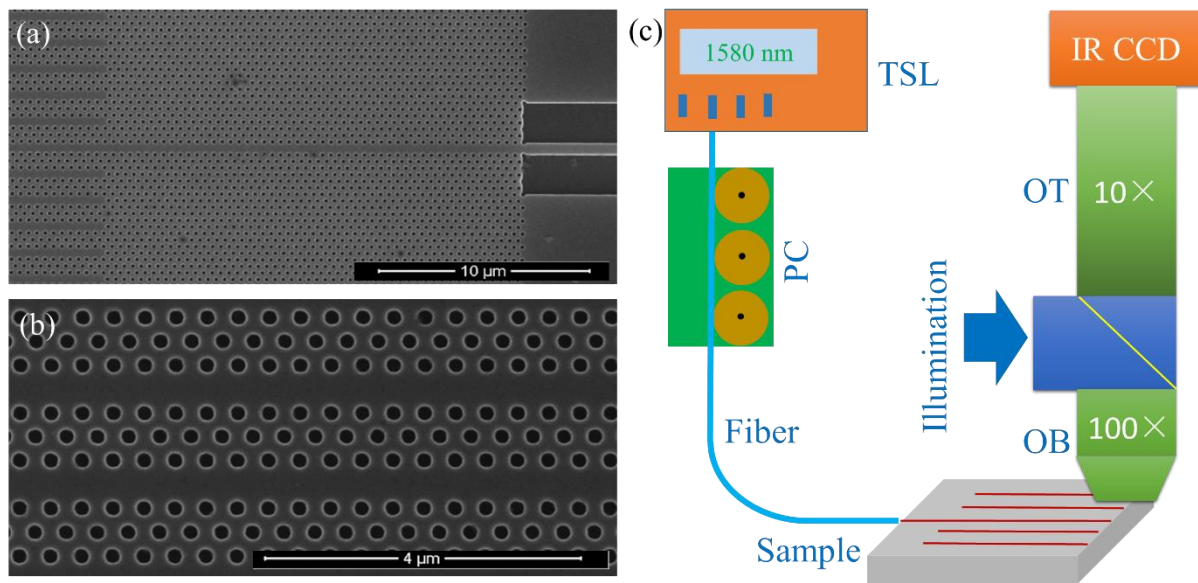 (a)
10 μm
(b)
4 μm
(c)
1580 nm
TSL
PC
Fiber
Sample
IR CCD
OT
10×
Illumination
OB
100×